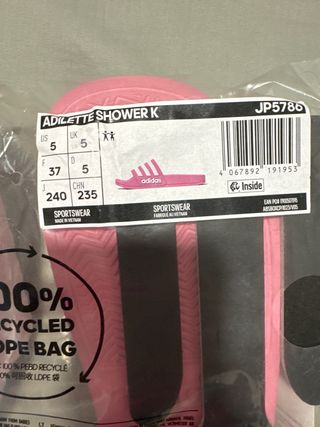 ADILETTE SHOWER K
JP5786
US
5
UK
5
F
37
D
5
J
240
CHN
235
adidas
4 067892 191953
Inside
SPORTSWEAR
MADE IN VIETNAM
SPORTSWEAR
FABRIQUÉ AU VIETNAM
00%
ECYCLED
DPE BAG